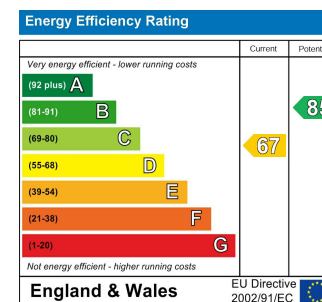 Energy Efficiency Rating
Current
Very energy efficient - lower running costs
(92 plus) A
(81-91) B
(69-80) C
67
(55-68) D
(39-54) E
(21-38) F
(1-20) G
Not energy efficient - higher running costs
England & Wales
EU Directive
2002/91/EC